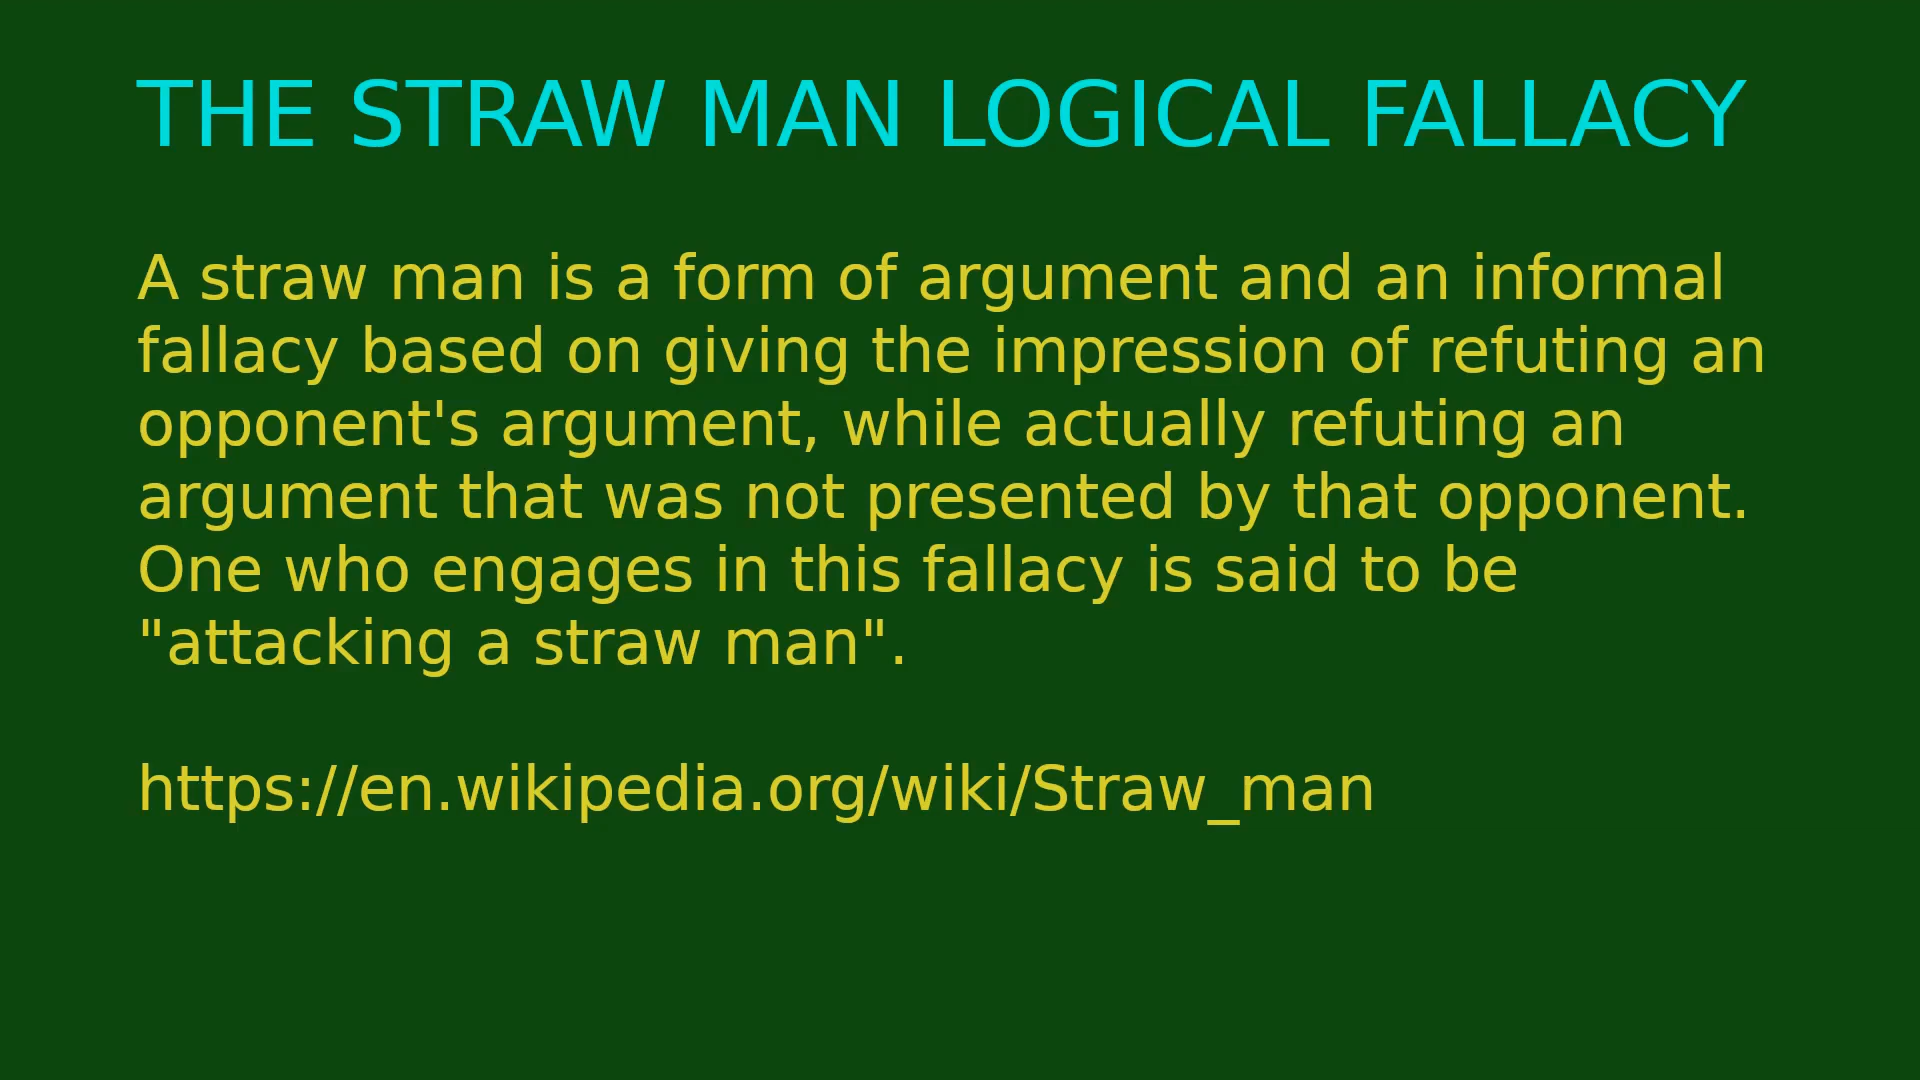 THE STRAW MAN LOGICAL FALLACY
A straw man is a form of argument and an informal
fallacy based on giving the impression of refuting an
opponent's argument, while actually refuting an
argument that was not presented by that opponent.
One who engages in this fallacy is said to be
"attacking a straw man".
https://en.wikipedia.org/wiki/Straw_man